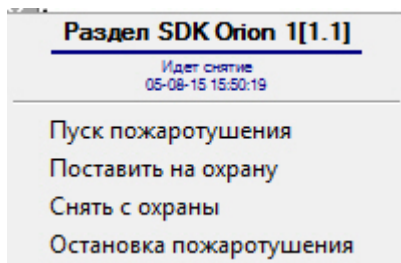 Раздел SDK Orion 1[1.1]
Идет снятие
05-08-15 15:50:19
Пуск пожаротушения
Поставить на охрану
Снять с охраны
Остановка пожаротушения